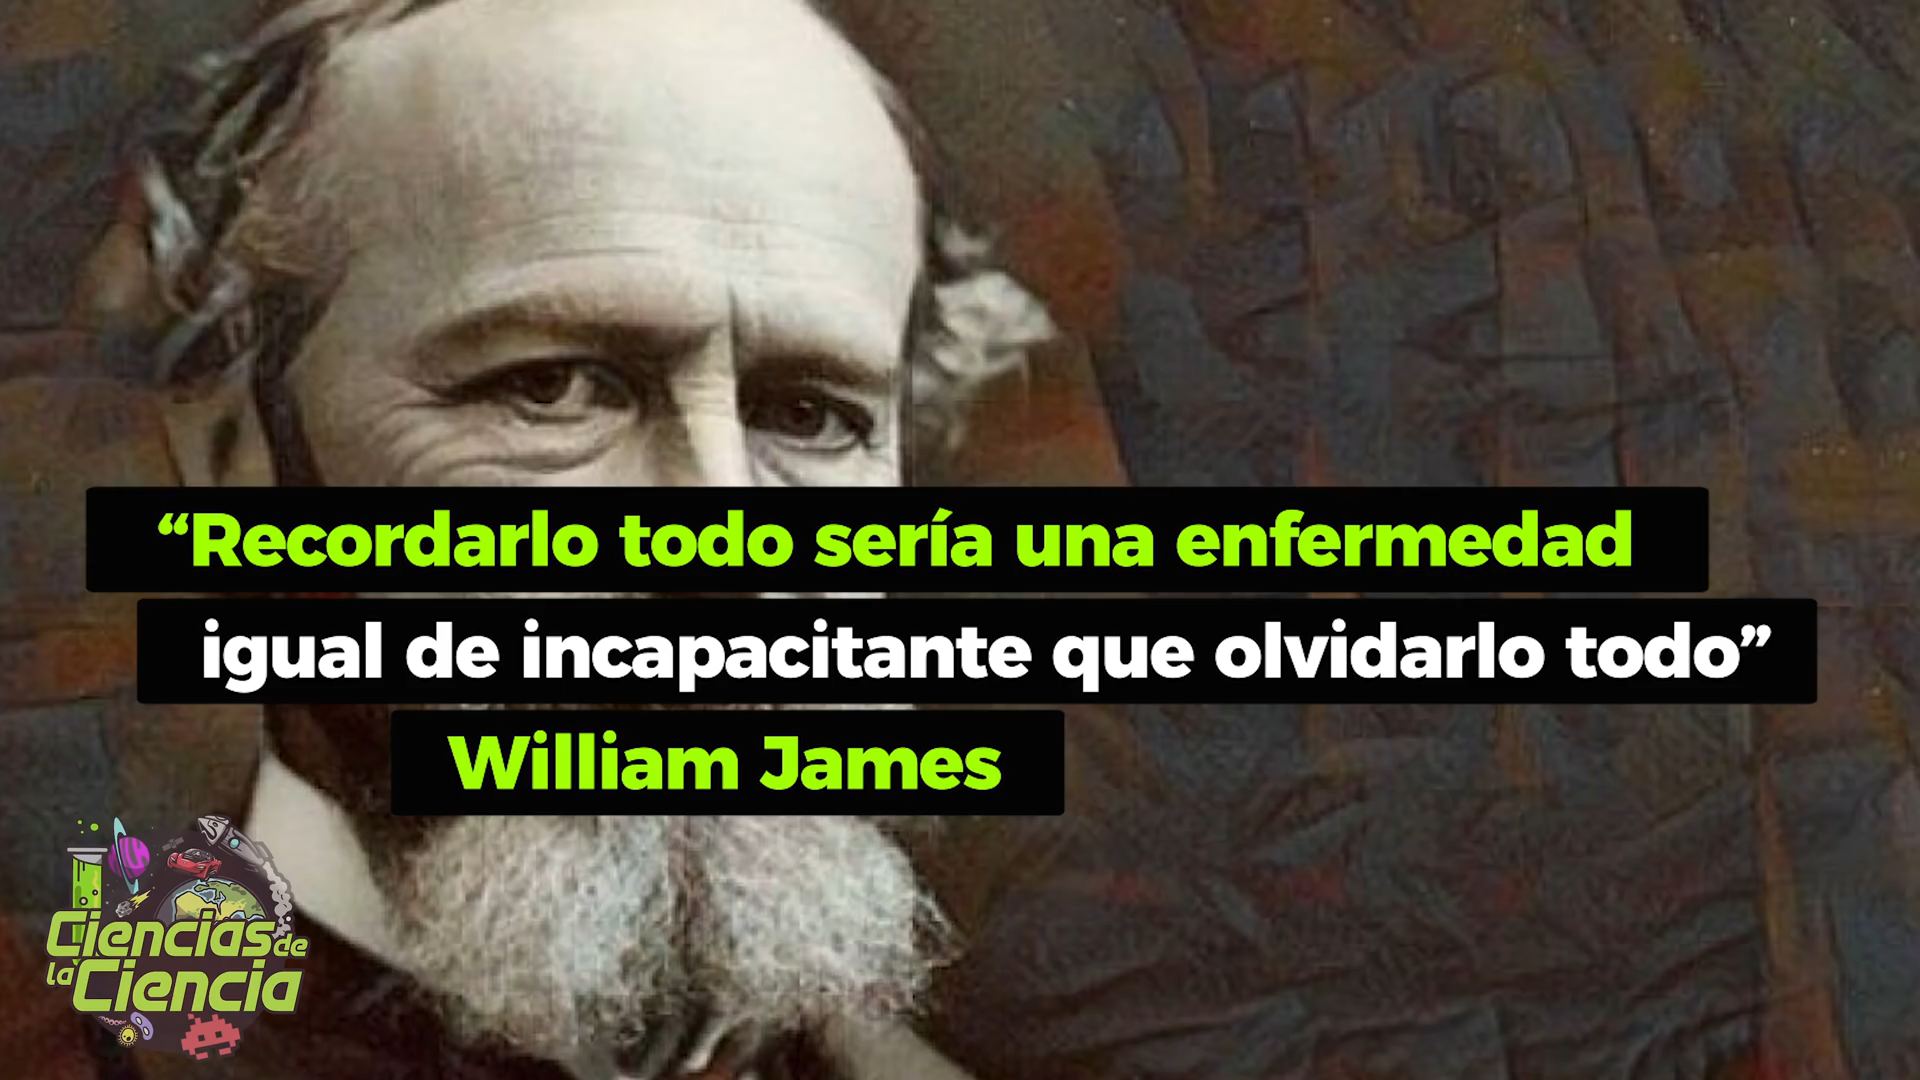 “Recordarlo todo sería una enfermedad
igual de incapacitante que olvidarlo todo”
William James
Ciencias de
la Ciencia